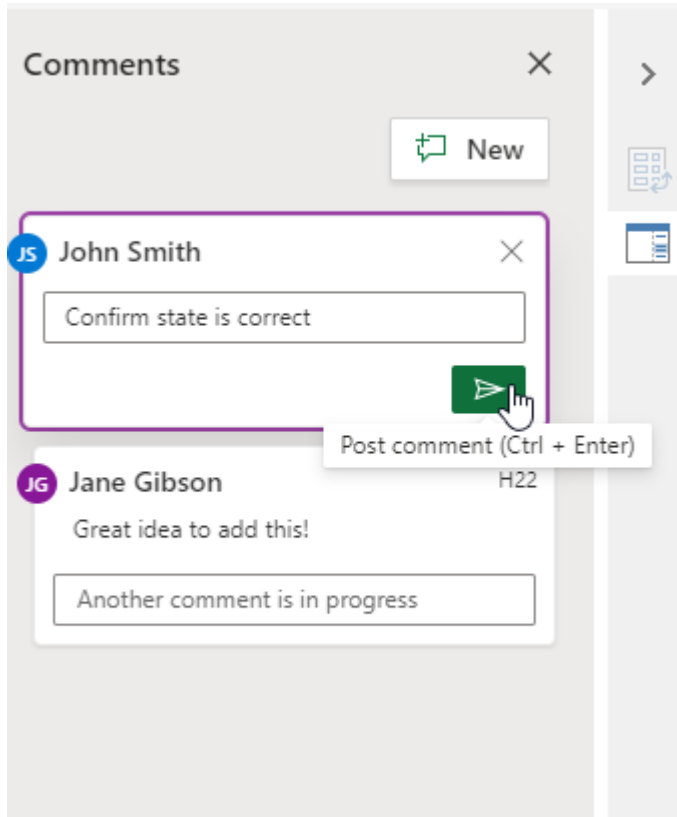 Comments
New
JS John Smith
Confirm state is correct
Post comment (Ctrl + Enter)
JG Jane Gibson H22
Great idea to add this!
Another comment is in progress